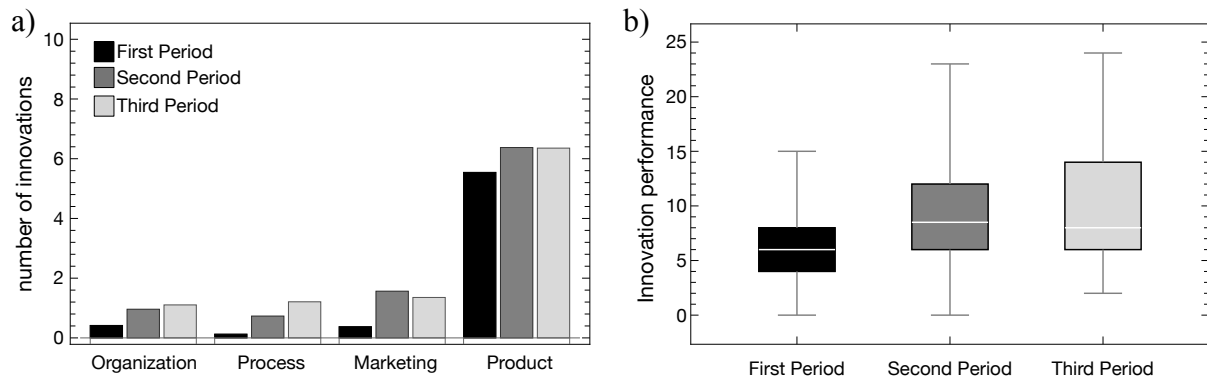 a)
number of innovations
10
8
6
4
2
0
First Period
Second Period
Third Period
Organization Process Marketing Product
b)
Innovation performance
25
20
15
10
5
0
First Period Second Period Third Period